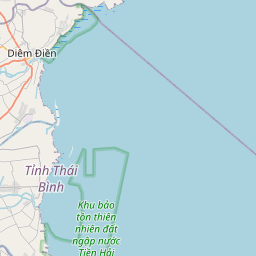 Diêm Điền
Tỉnh Thái
Bình
Khu bảo
tồn thiên
nhiên đất
ngập nước
Tiền Hải